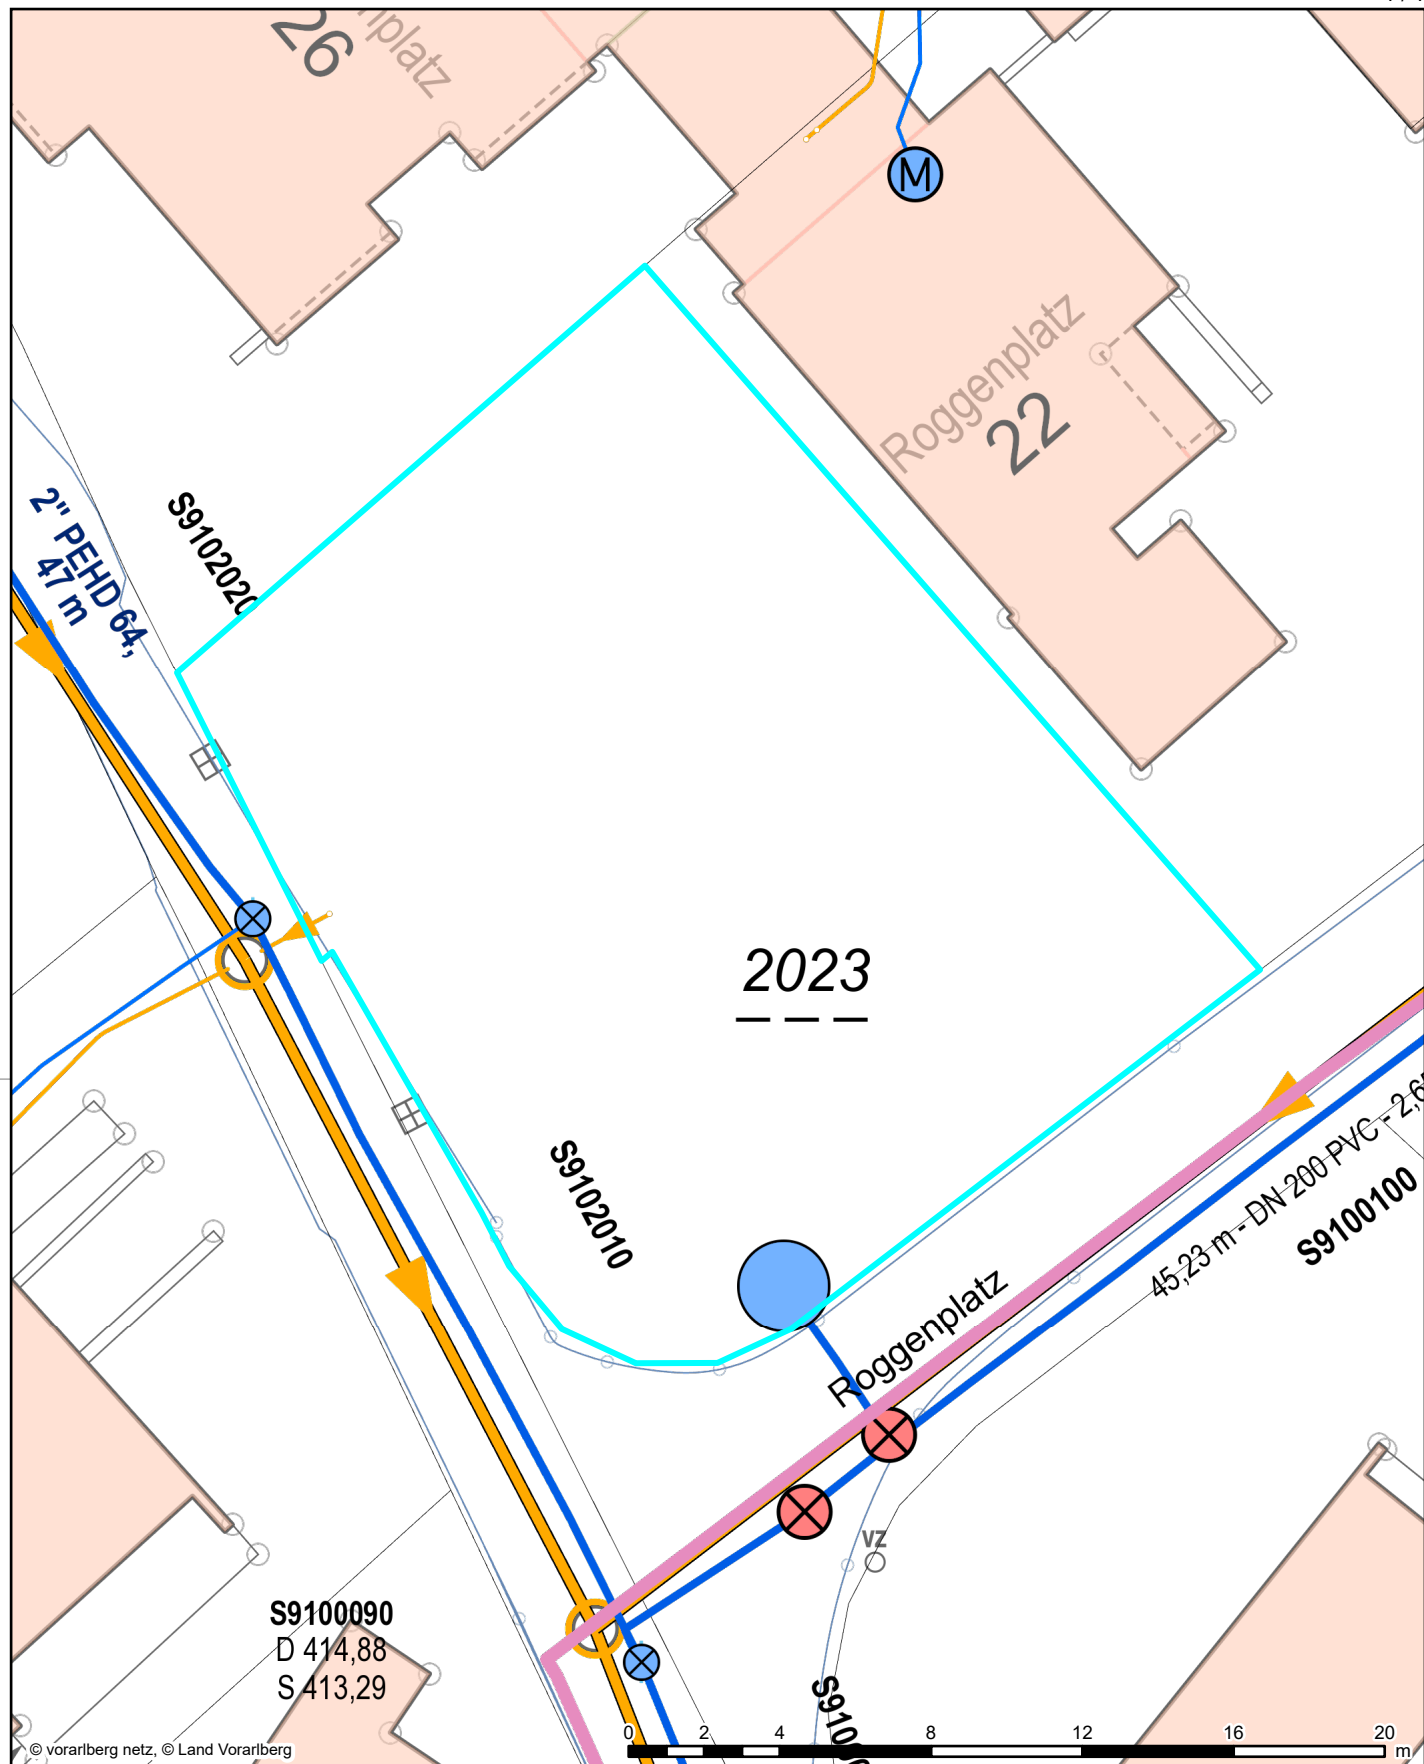 26
nplatz
M
Roggenplatz
22
S9102020
2" PEHD 64,
47 m
2023
S9102010
Roggenplatz
45,23 m - DN 200 PVC - 2,6
S9100100
VZ
S9100090
D 414,88
S 413,29
0 2 4 8 12 16 20
m
© vorarlberg netz, © Land Vorarlberg